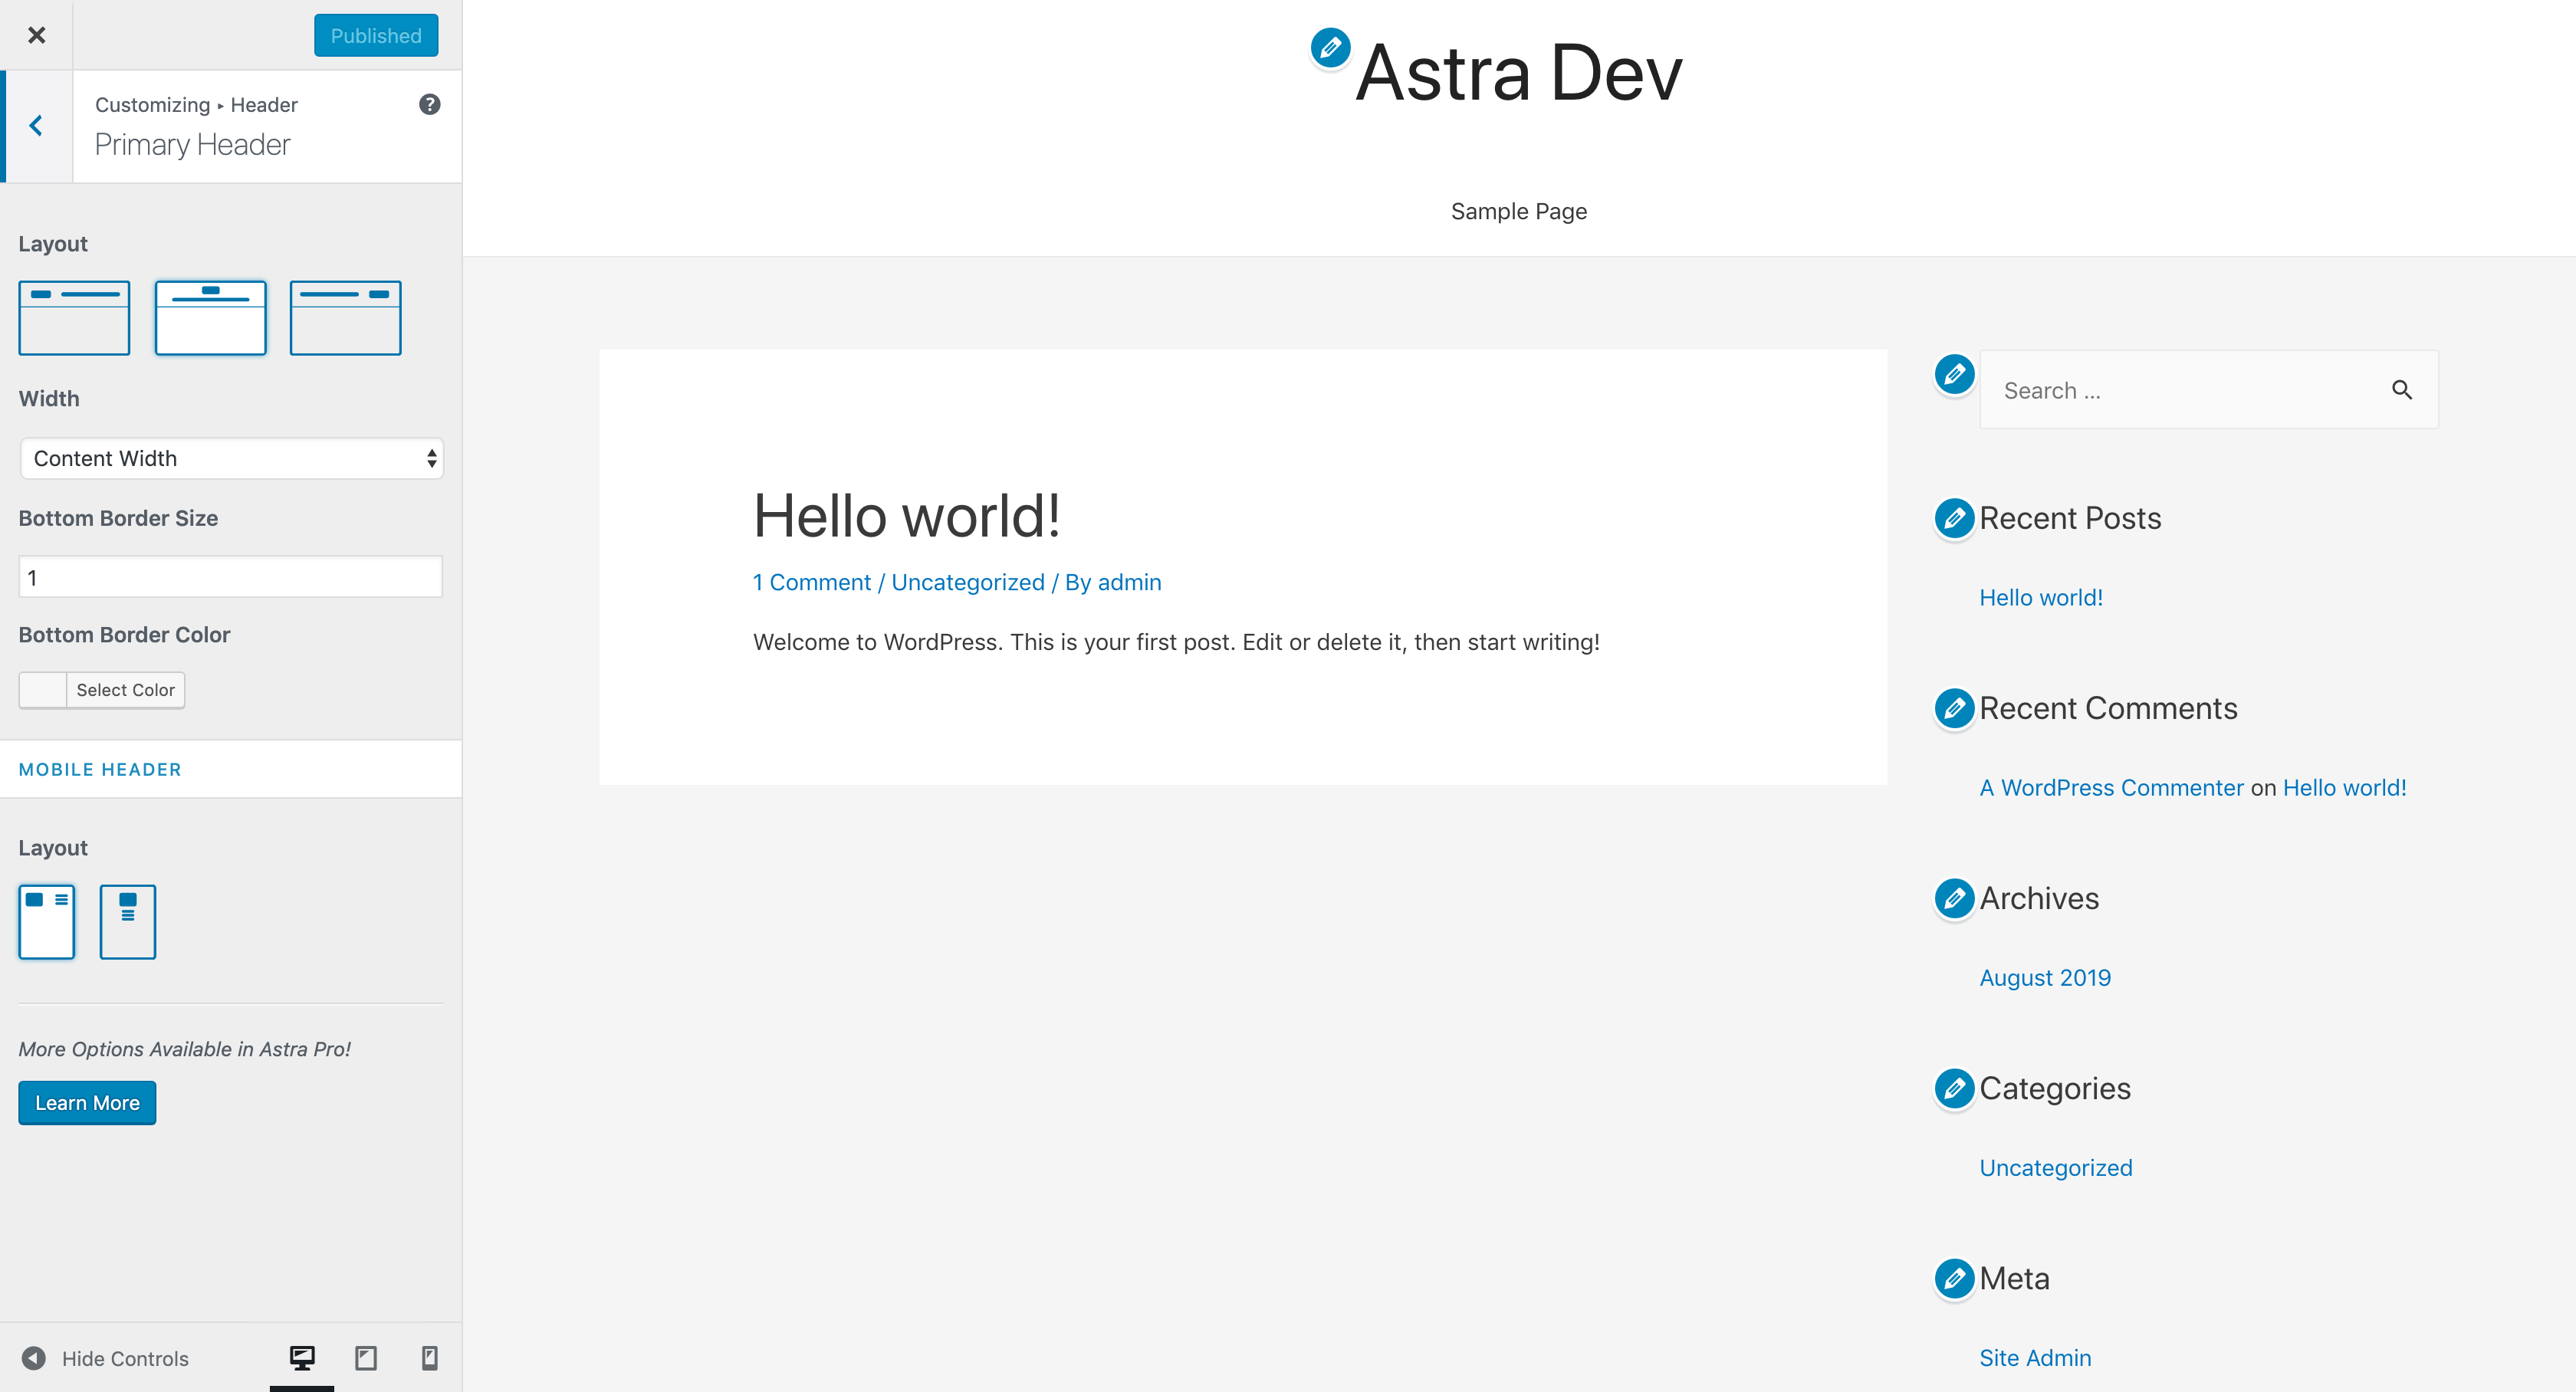 Published
Customizing ▸ Header
Primary Header
Layout
Width
Content Width
Bottom Border Size
1
Bottom Border Color
Select Color
MOBILE HEADER
Layout
More Options Available in Astra Pro!
Learn More
Hide Controls
Astra Dev
Sample Page
Hello world!
1 Comment / Uncategorized / By admin
Welcome to WordPress. This is your first post. Edit or delete it, then start writing!
Search ...
Recent Posts
Hello world!
Recent Comments
A WordPress Commenter on Hello world!
Archives
August 2019
Categories
Uncategorized
Meta
Site Admin